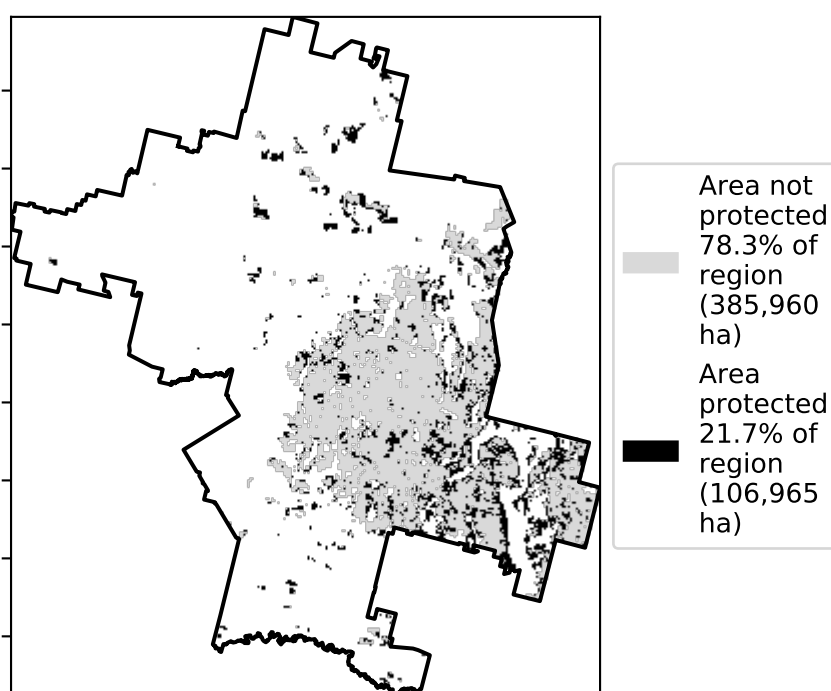 Area not
protected
78.3% of
region
(385,960
ha)
Area
protected
21.7% of
region
(106,965
ha)